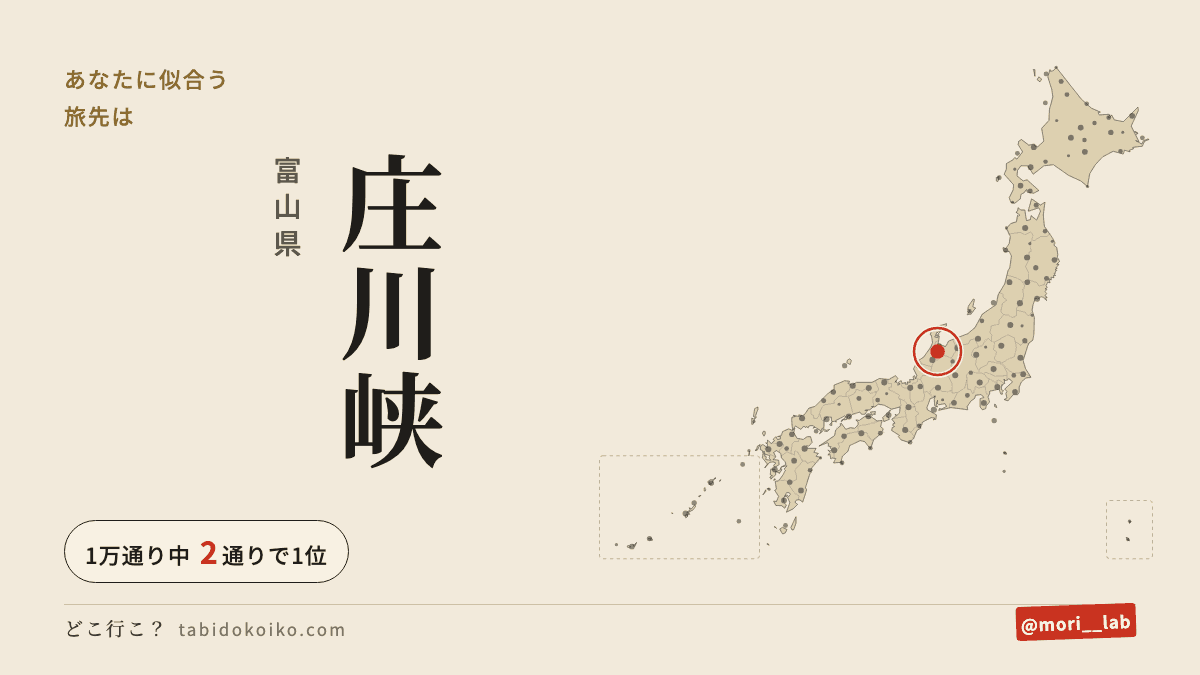 あなたに似合う
旅先は
富山県
庄川峡
1万通り中 2通りで1位
どこ行こ？ tabidokoiko.com
@mori__lab